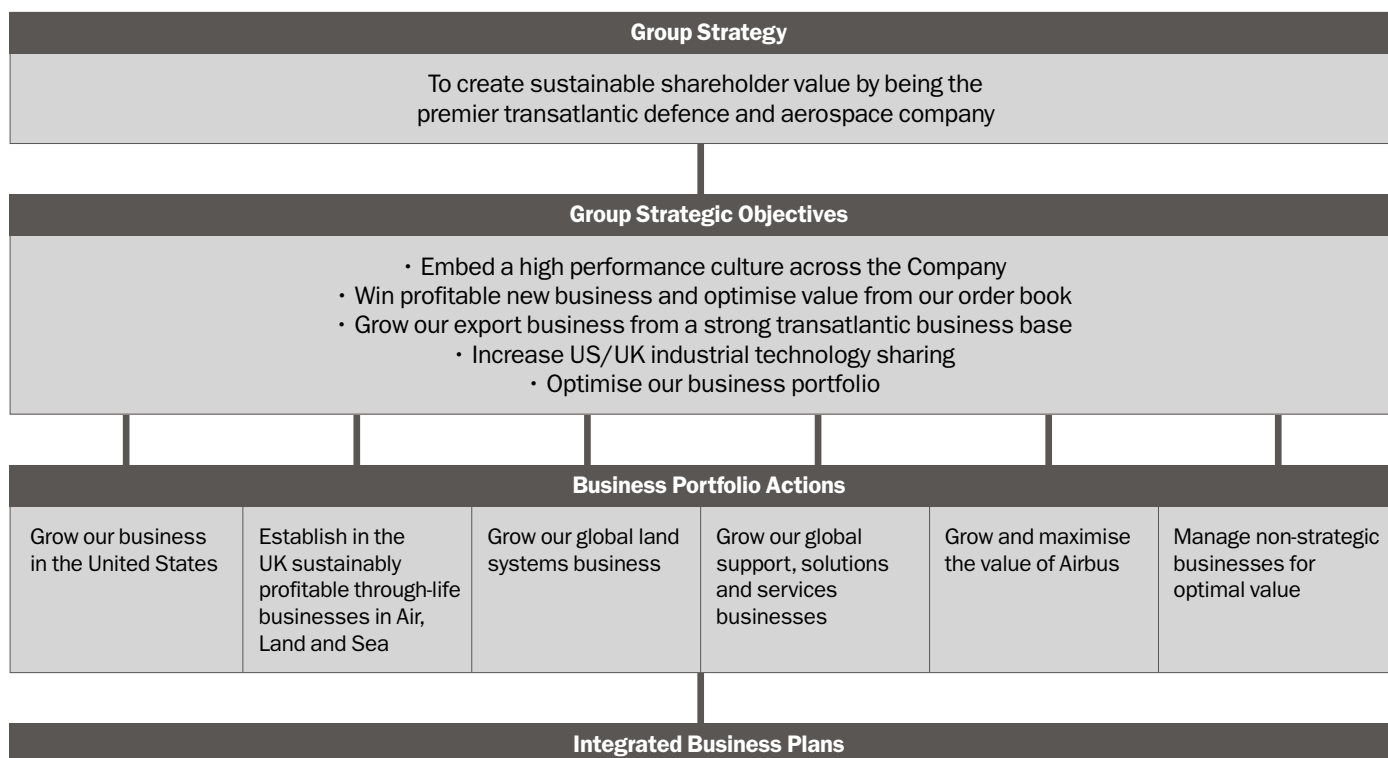 Group Strategy
To create sustainable shareholder value by being the
premier transatlantic defence and aerospace company
Group Strategic Objectives
• Embed a high performance culture across the Company
• Win profitable new business and optimise value from our order book
• Grow our export business from a strong transatlantic business base
• Increase US/UK industrial technology sharing
• Optimise our business portfolio
Business Portfolio Actions
Grow our business
in the United States
Establish in the
UK sustainably
profitable through-life
businesses in Air,
Land and Sea
Grow our global land
systems business
Grow our global
support, solutions
and services
businesses
Grow and maximise
the value of Airbus
Manage non-strategic
businesses for
optimal value
Integrated Business Plans